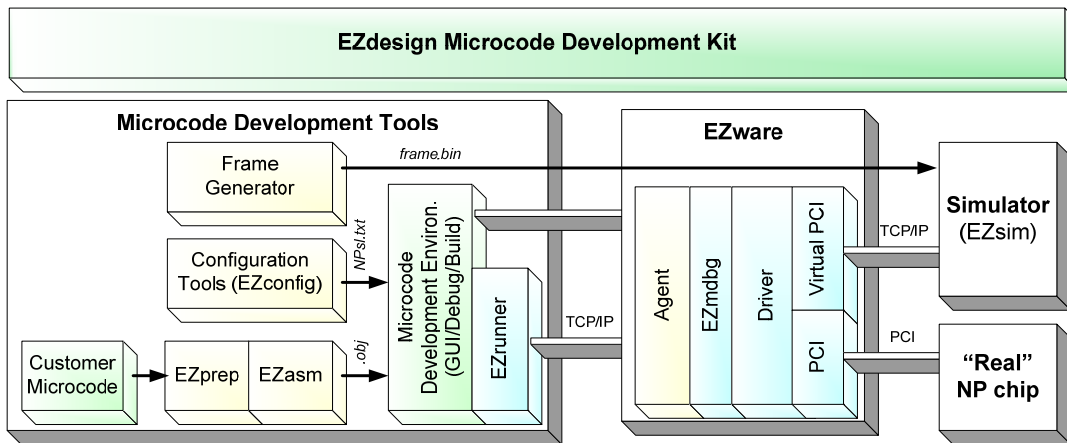 EZdesign Microcode Development Kit
Microcode Development Tools
Frame
Generator
frame.bin
Configuration
Tools (EZconfig)
NPsl.txt
Customer
Microcode
EZprep
EZasm
.obj
Microcode
Development Environ.
(GUI/Debug/Build)
EZrunner
TCP/IP
EZware
Agent
EZmdbg
Driver
Virtual PCI
PCI
TCP/IP
PCI
Simulator
(EZsim)
“Real”
NP chip